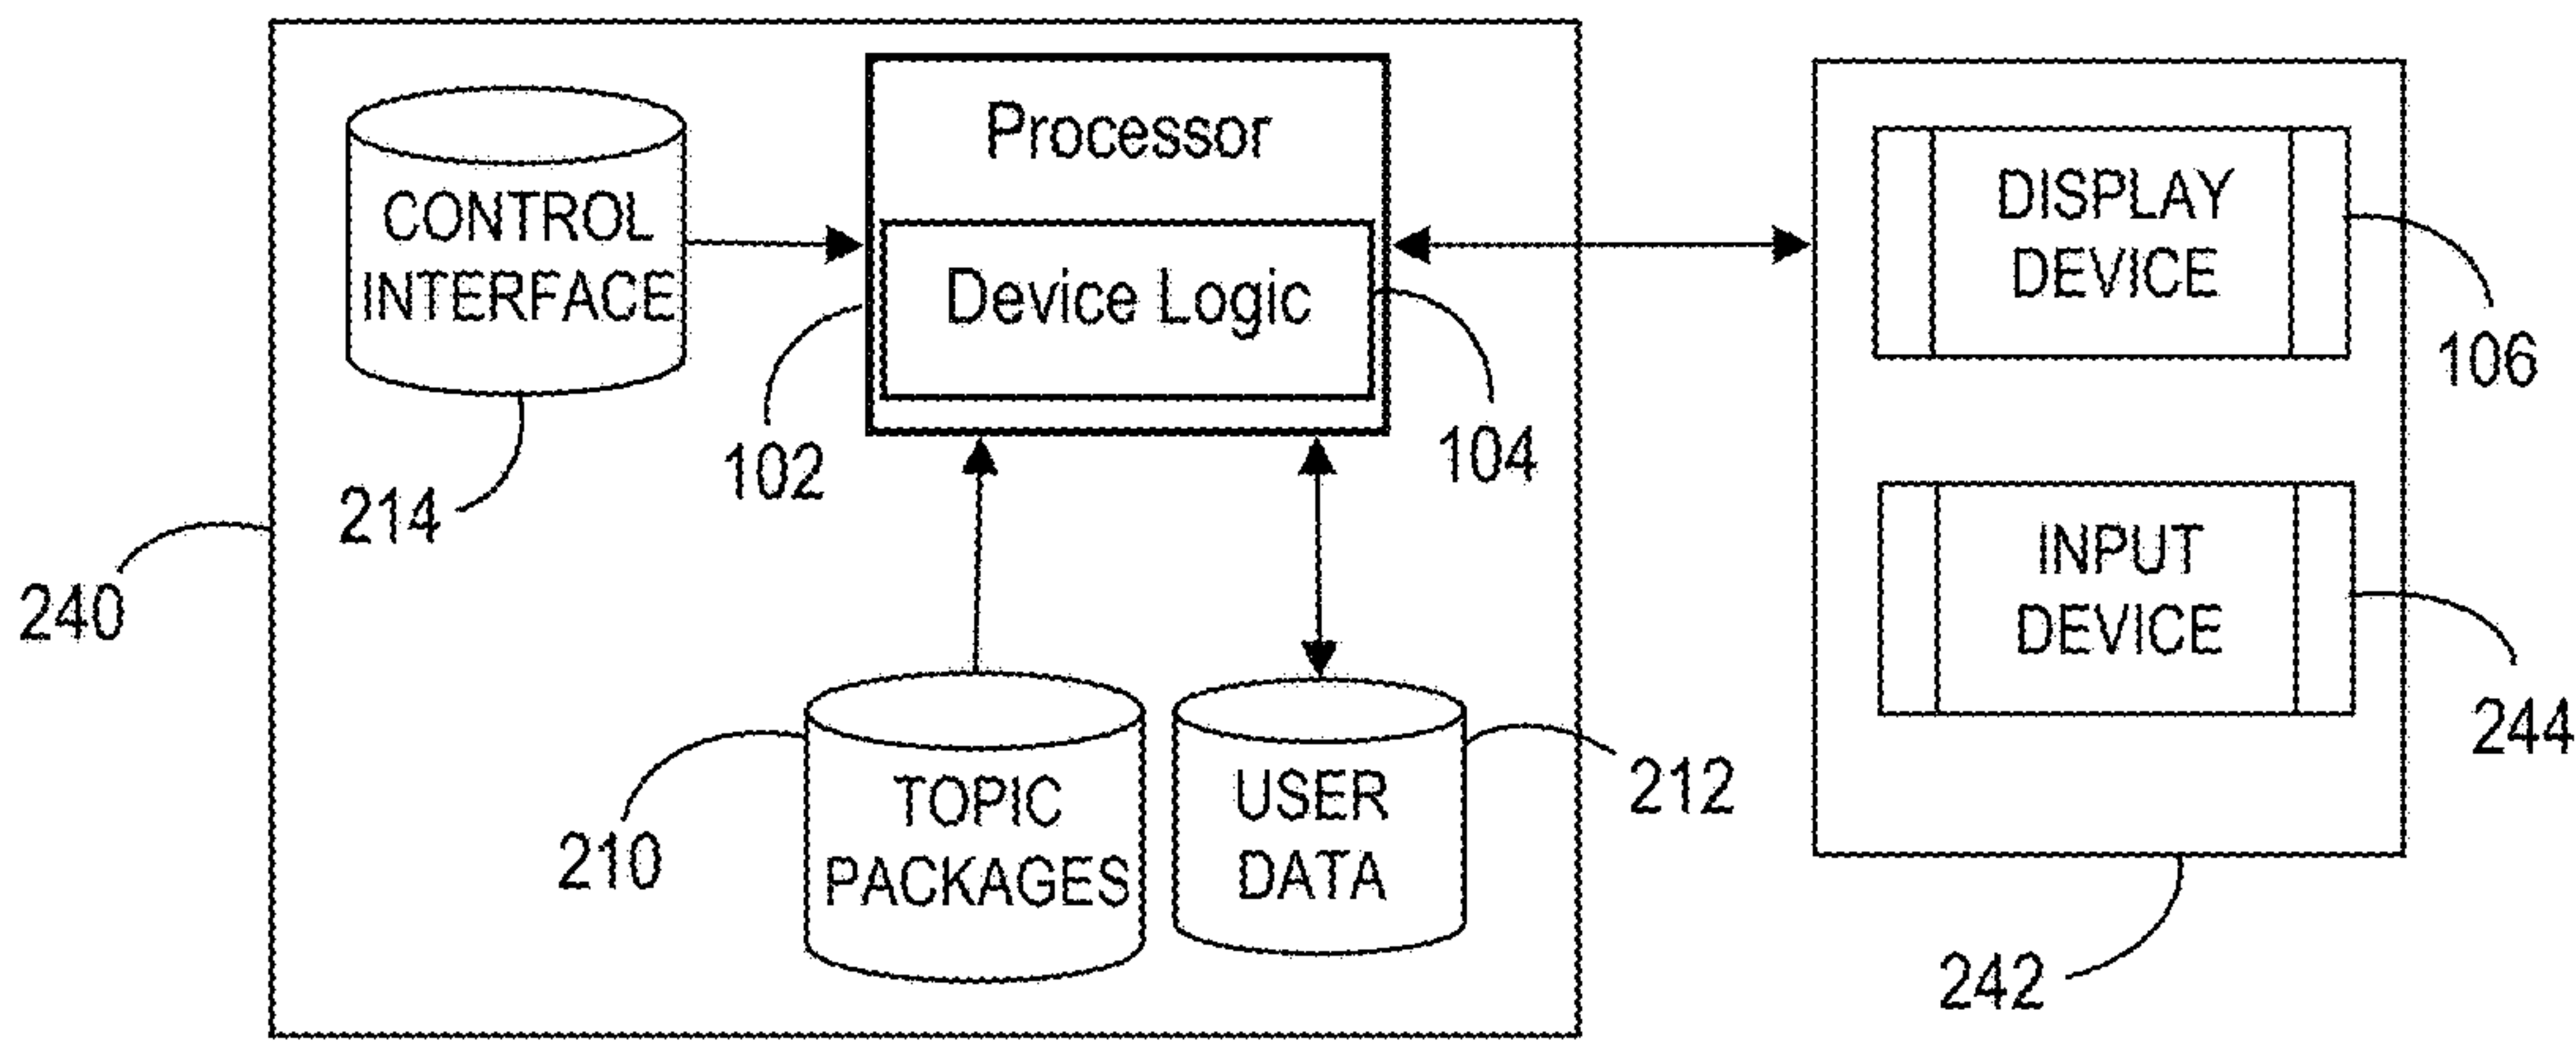 Processor
CONTROL
INTERFACE
Device Logic
DISPLAY
DEVICE
106
102
104
214
240
INPUT
DEVICE
244
TOPIC
PACKAGES
210
USER
DATA
212
242